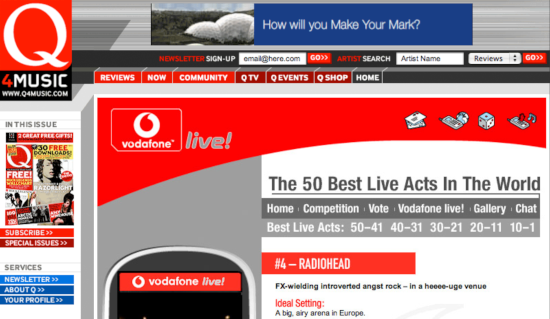 How will you Make Your Mark?
Q
4MUSIC
WWW.Q4MUSIC.COM
NEWSLETTER SIGN-UP email@here.com GO>> ARTIST SEARCH Artist Name Reviews GO>>
REVIEWS NOW COMMUNITY Q TV Q EVENTS Q SHOP HOME
IN THIS ISSUE
2 GREAT FREE GIFTS!
Q
30 FREE
DOWNLOADS!
FREE!
RAZORLIGHT
SUBSCRIBE >>
SPECIAL ISSUES >>
SERVICES
NEWSLETTER >>
ABOUT Q >>
YOUR PROFILE >>
vodafone™ live!
The 50 Best Live Acts In The World
Home · Competition · Vote · Vodafone live! · Gallery · Chat
Best Live Acts: 50–41 40–31 30–21 20–11 10–1
vodafone live!
#4 – RADIOHEAD
FX-wielding introverted angst rock – in a heeee-uge venue
Ideal Setting:
A big, airy arena in Europe.